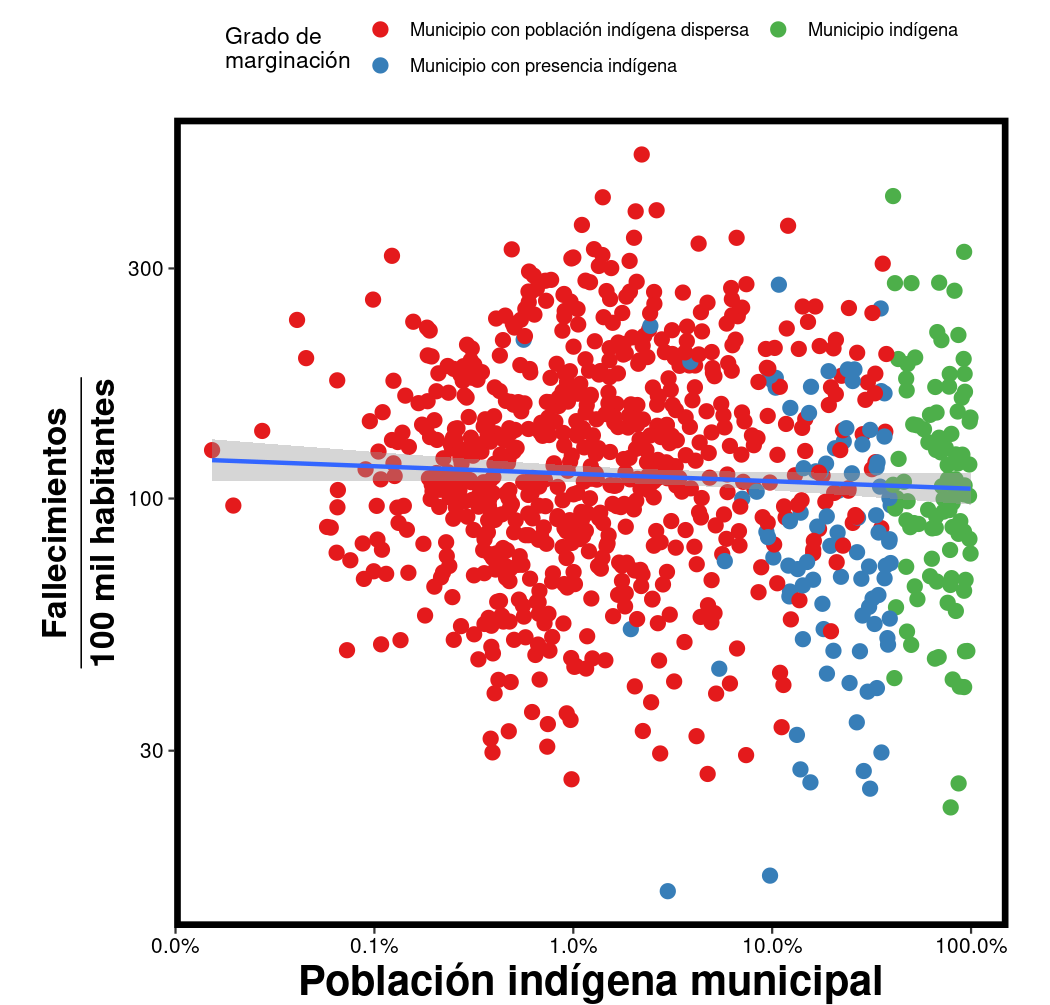 Grado de
marginación
Municipio con población indígena dispersa
Municipio indígena
Municipio con presencia indígena
Fallecimientos
100 mil habitantes
300
100
30
0.0%
0.1%
1.0%
10.0%
100.0%
Población indígena municipal